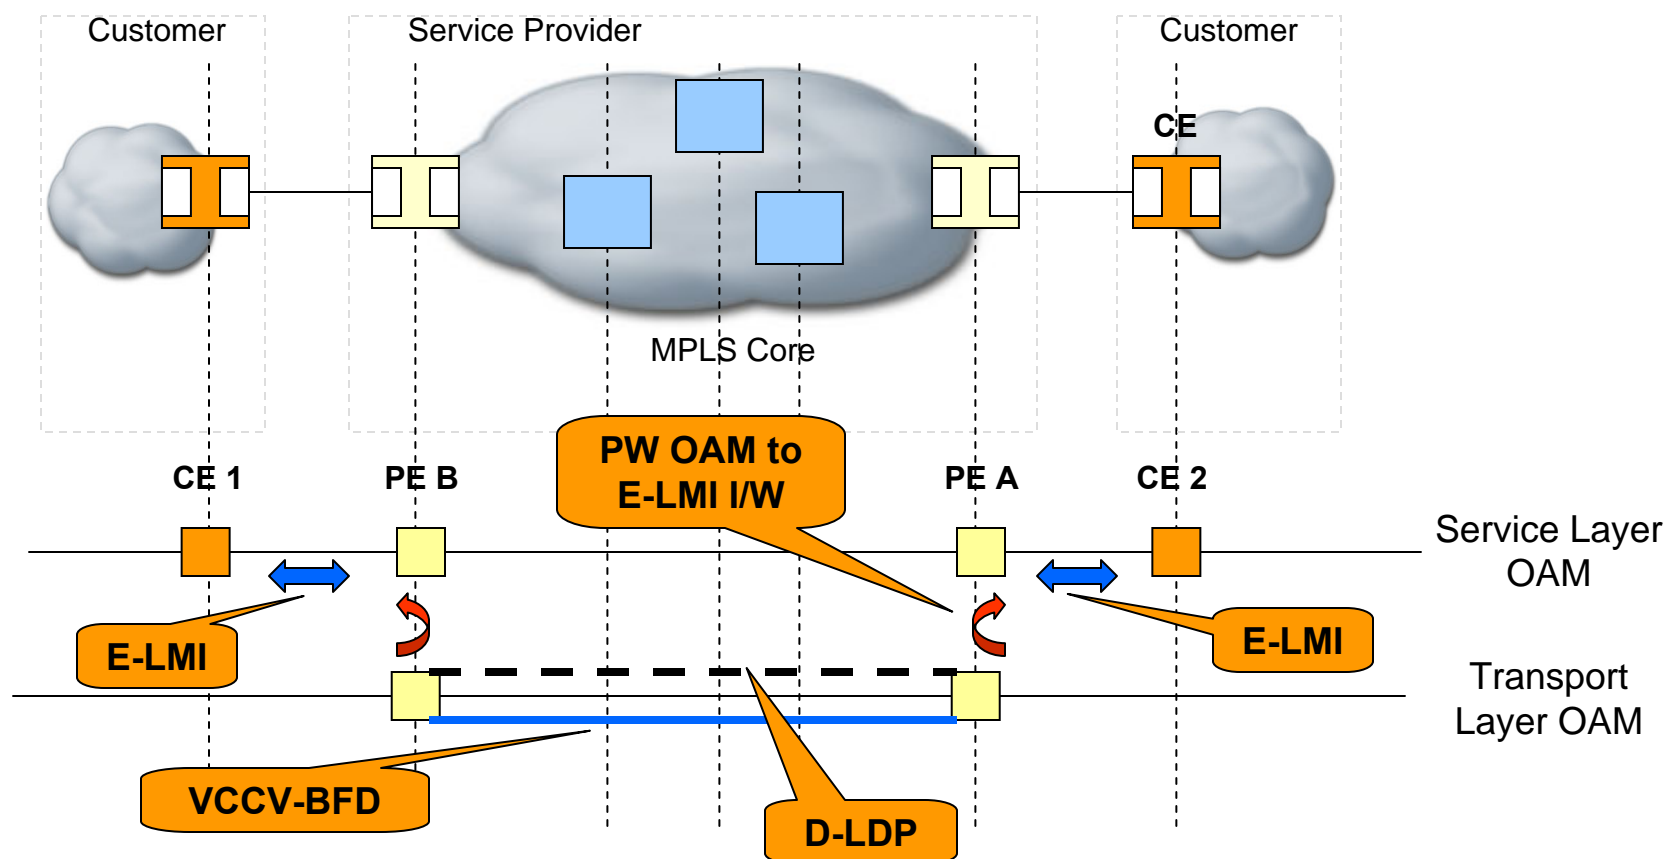 Customer
Service Provider
Customer
CE
MPLS Core
PW OAM to
E-LMI I/W
CE 1
PE B
PE A
CE 2
Service Layer
OAM
E-LMI
E-LMI
Transport
Layer OAM
VCCV-BFD
D-LDP